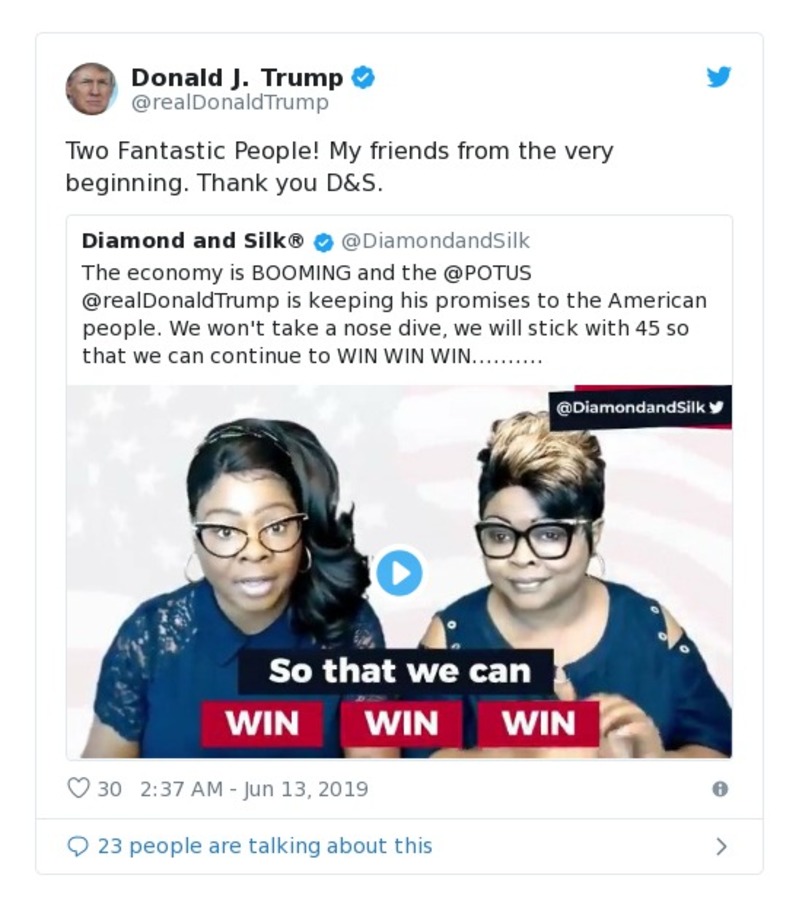 Donald J. Trump
@realDonaldTrump
Two Fantastic People! My friends from the very
beginning. Thank you D&S.
Diamond and Silk® @DiamondandSilk
The economy is BOOMING and the @POTUS
@realDonaldTrump is keeping his promises to the American
people. We won't take a nose dive, we will stick with 45 so
that we can continue to WIN WIN WIN..........
@DiamondandSilk
So that we can
WIN WIN WIN
30 2:37 AM - Jun 13, 2019
23 people are talking about this